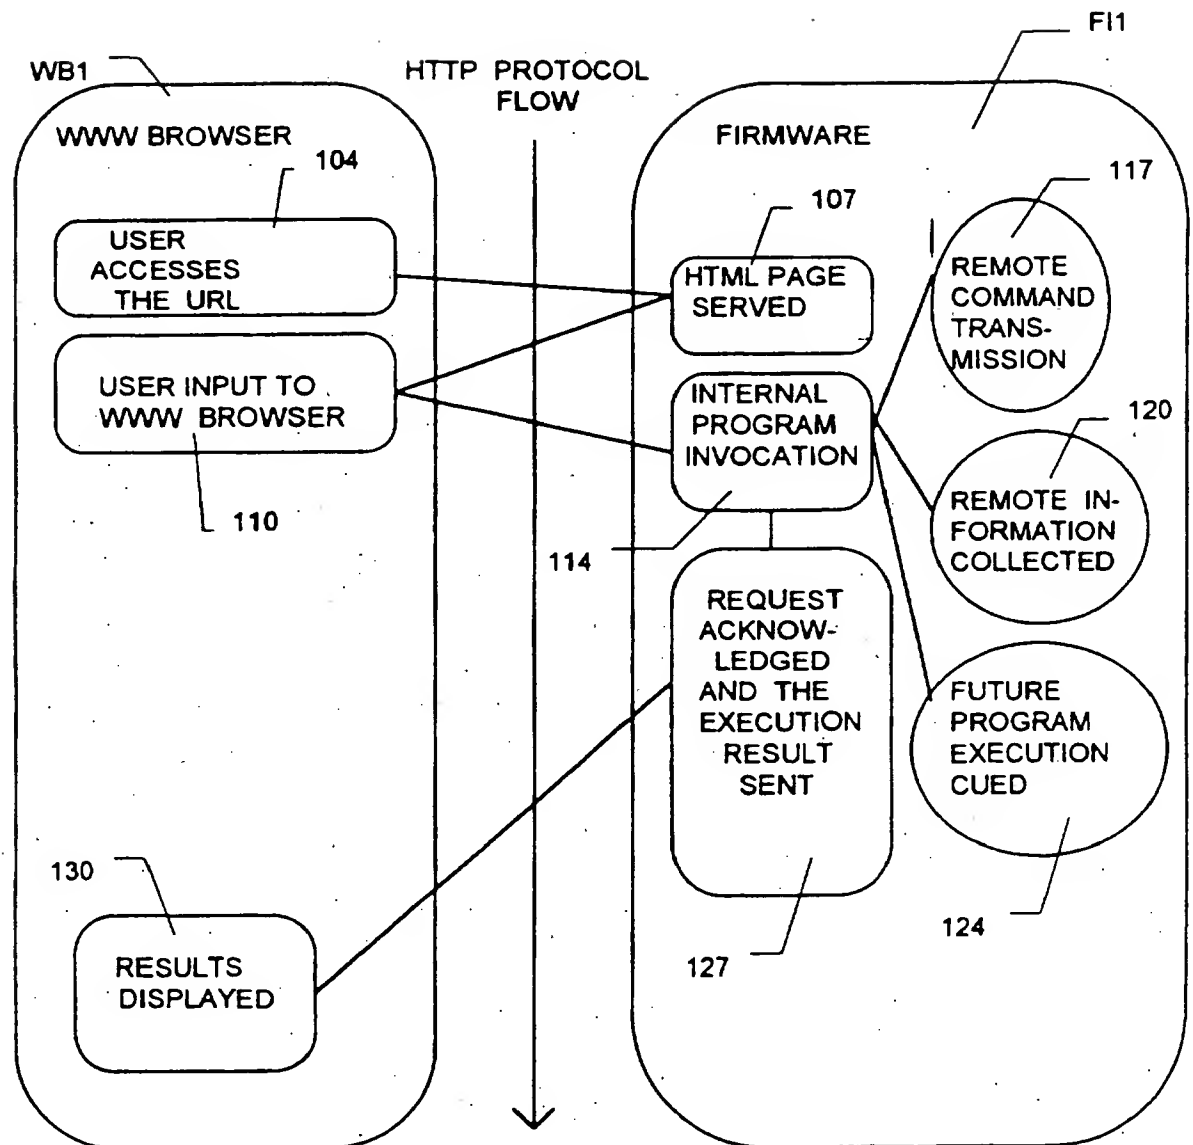 FI1
WB1
HTTP PROTOCOL
FLOW
WWW BROWSER
104
USER
ACCESSES
THE URL
USER INPUT TO
WWW BROWSER
110
130
RESULTS
DISPLAYED
FIRMWARE
107
HTML PAGE
SERVED
INTERNAL
PROGRAM
INVOCATION
114
REQUEST
ACKNOW-
LEDGED
AND THE
EXECUTION
RESULT
SENT
127
117
REMOTE
COMMAND
TRANS-
MISSION
120
REMOTE IN-
FORMATION
COLLECTED
FUTURE
PROGRAM
EXECUTION
CUED
124